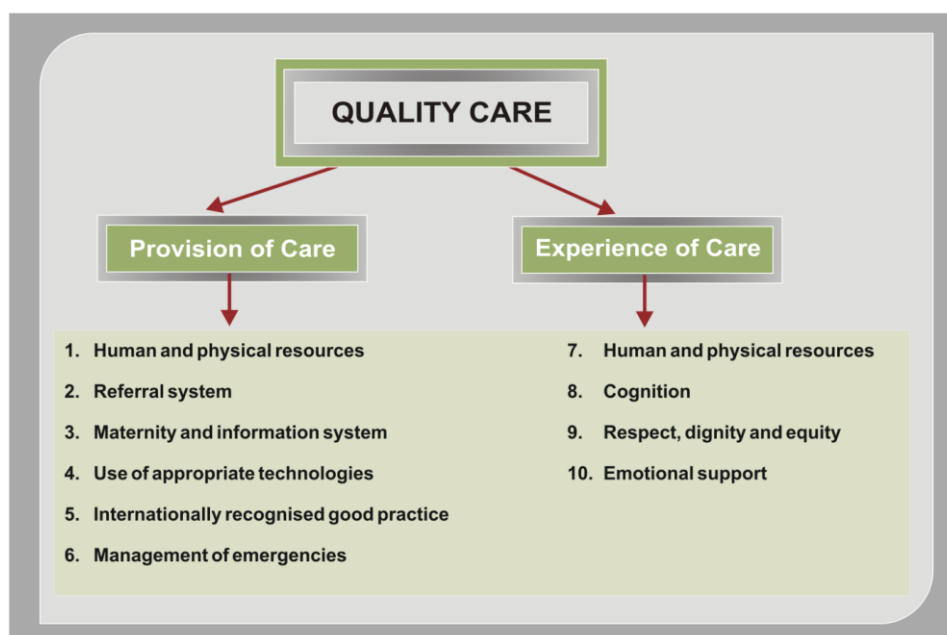 QUALITY CARE
Provision of Care
Experience of Care
1. Human and physical resources
2. Referral system
3. Maternity and information system
4. Use of appropriate technologies
5. Internationally recognised good practice
6. Management of emergencies
7. Human and physical resources
8. Cognition
9. Respect, dignity and equity
10. Emotional support